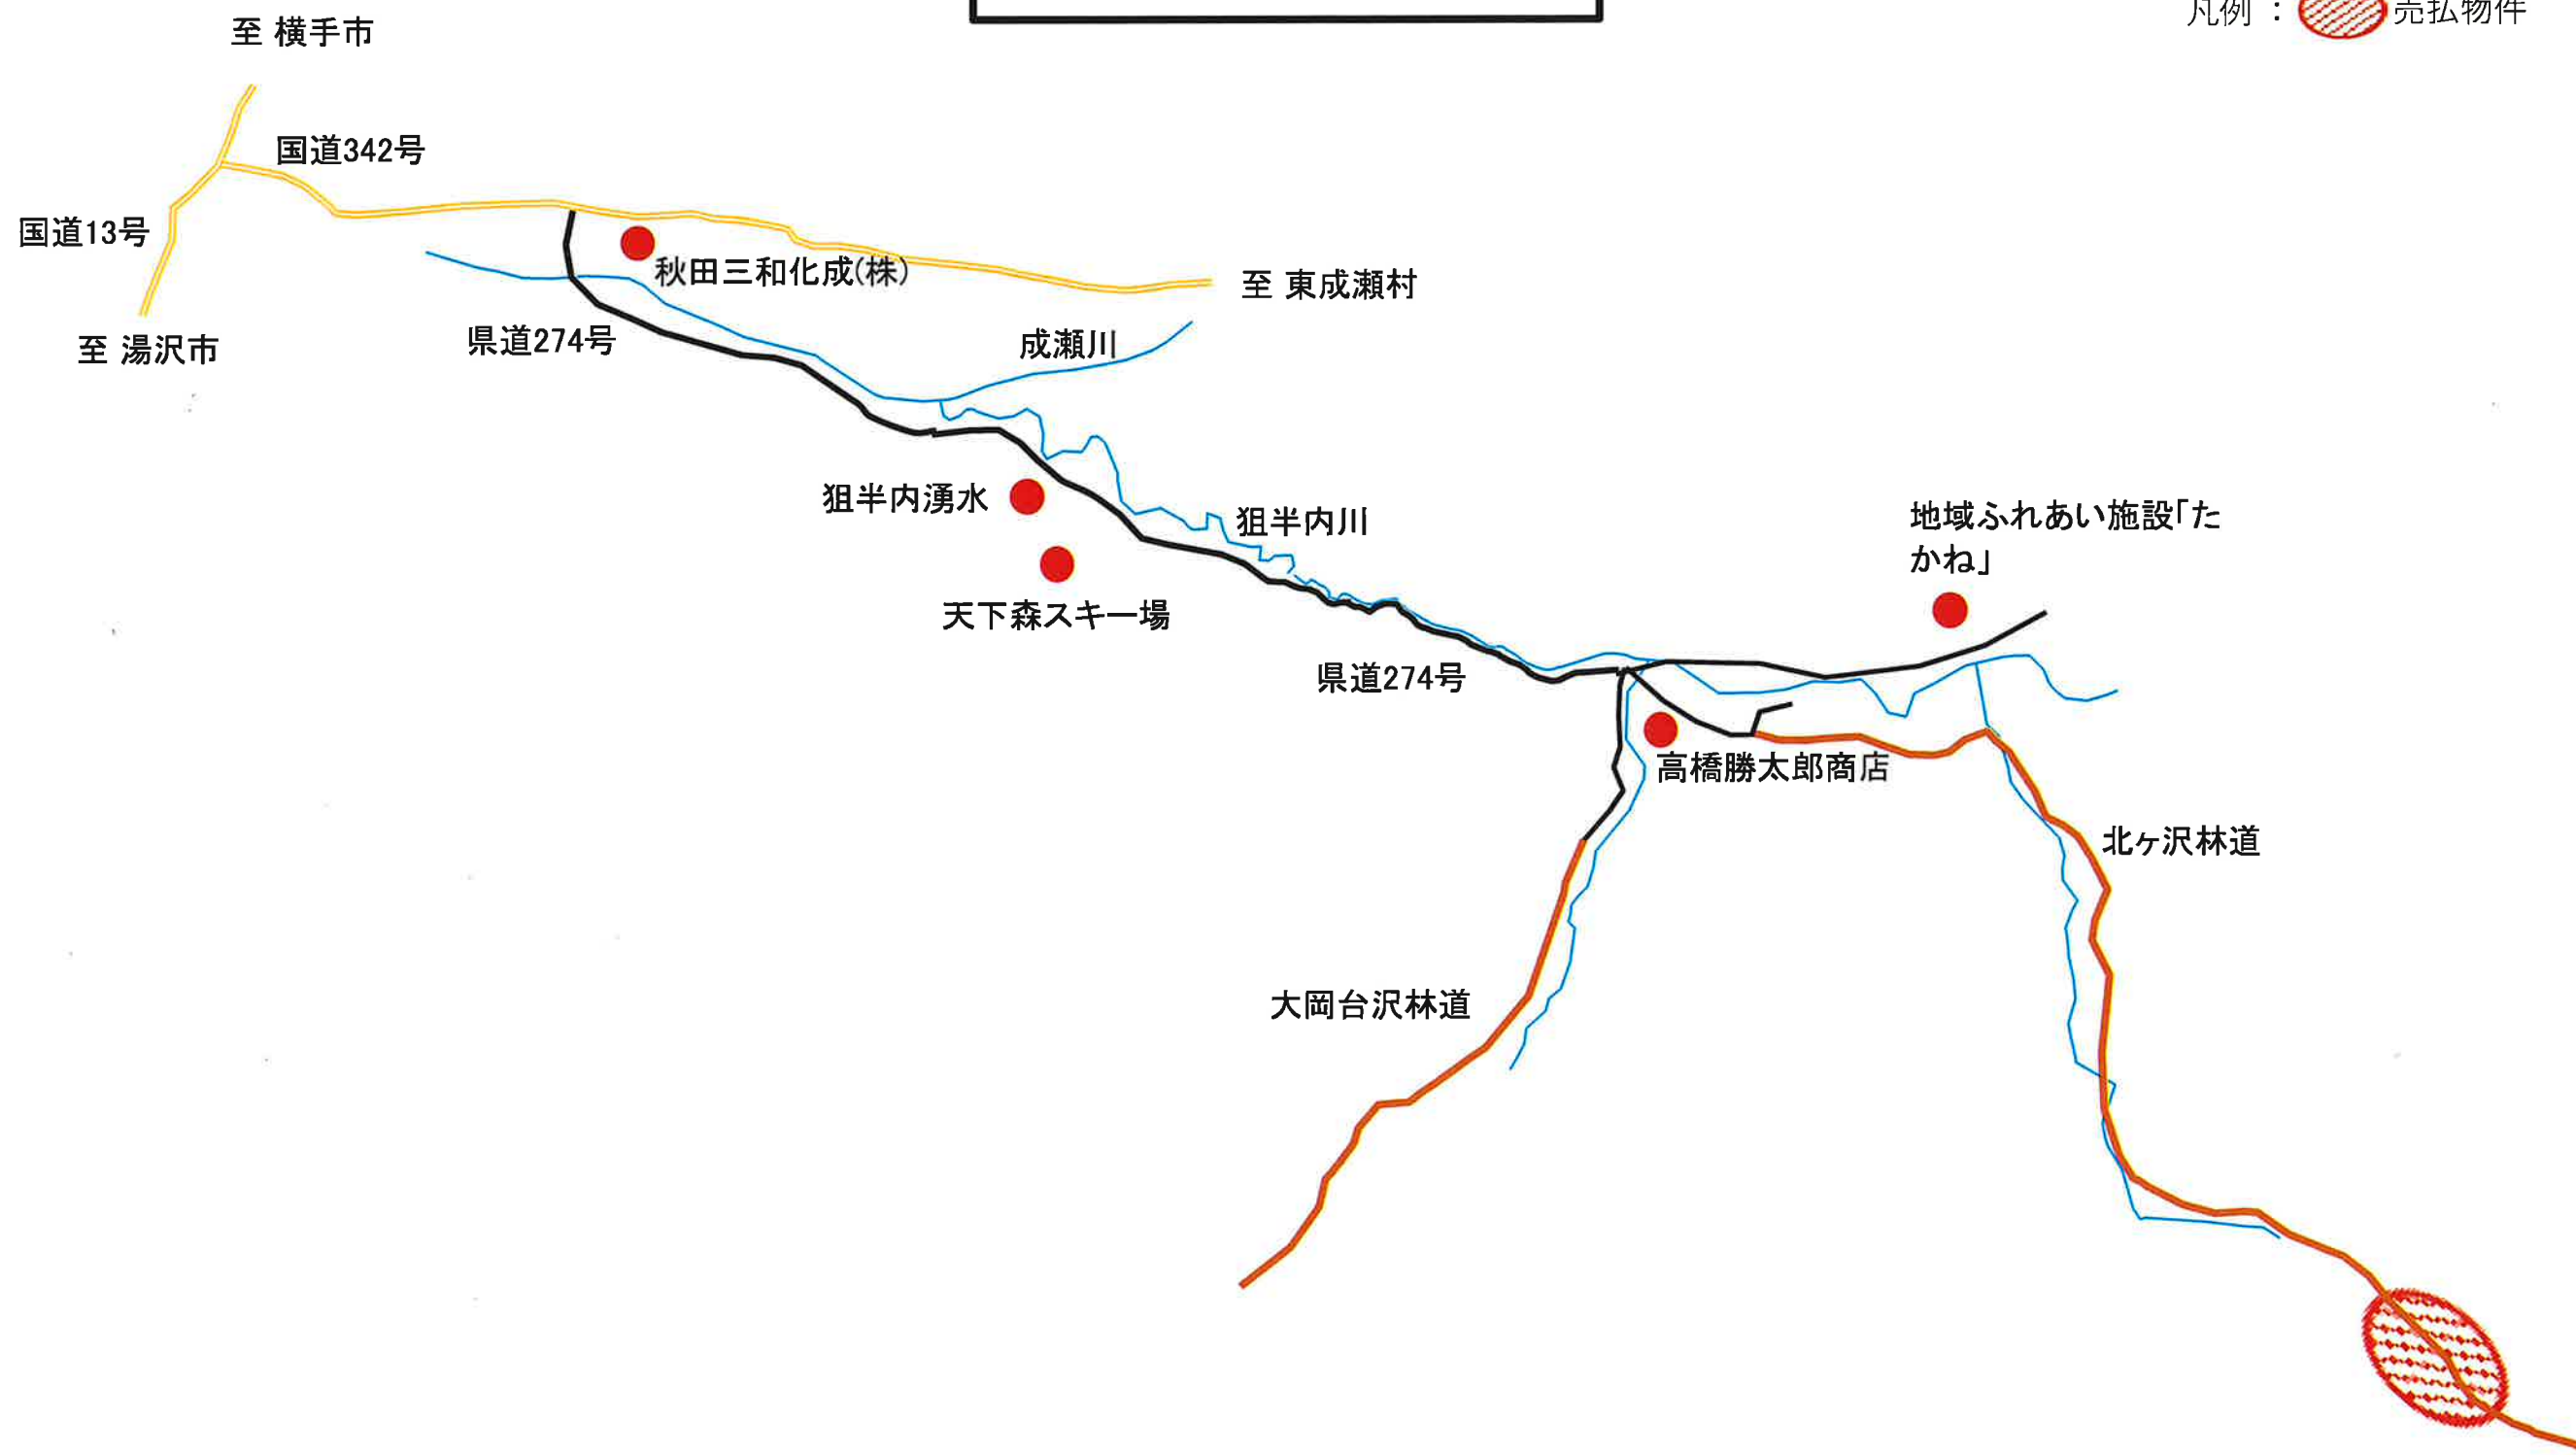 至 横手市
凡例 : 売払物件
国道342号
国道13号
秋田三和化成(株)
至 東成瀬村
県道274号
成瀬川
至 湯沢市
狙半内湧水
狙半内川
地域ふれあい施設「た
かね」
天下森スキー場
県道274号
高橋勝太郎商店
北ヶ沢林道
大岡台沢林道